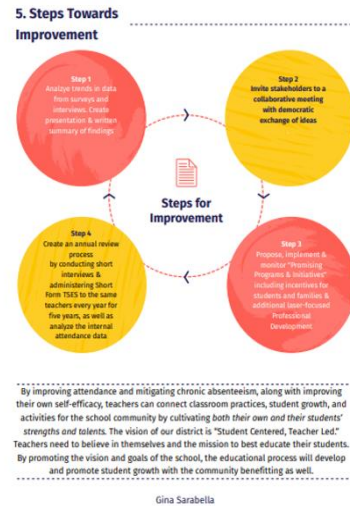 5. Steps Towards
Improvement
Step 1
Analzye trends in data
from surveys and
interviews. Create
presentation & written
summary of findings
Step 2
Invite stakeholders to a
collaborative meeting
with democratic
exchange of ideas
Steps for
Improvement
Step 4
Create an annual review
process
by conducting short
interviews &
administering Short
Form TSES to the same
teachers every year for
five years, as well as
analyze the internal
attendance data
Step 3
Propose, Implement &
monitor "Promising
Programs & Initiatives"
including incentives for
students and families &
additional laser-focused
Professional
Development
By improving attendance and mitigating chronic absenteeism, along with improving
their own self-efficacy, teachers can connect classroom practices, student growth, and
activities for the school community by cultivating both their own and their students'
strengths and talents. The vision of our district is "Student Centered, Teacher Led."
Teachers need to believe in themselves and the mission to best educate their students.
By promoting the vision and goals of the school, the educational process will develop
and promote student growth with the community benefitting as well.
Gina Sarabella